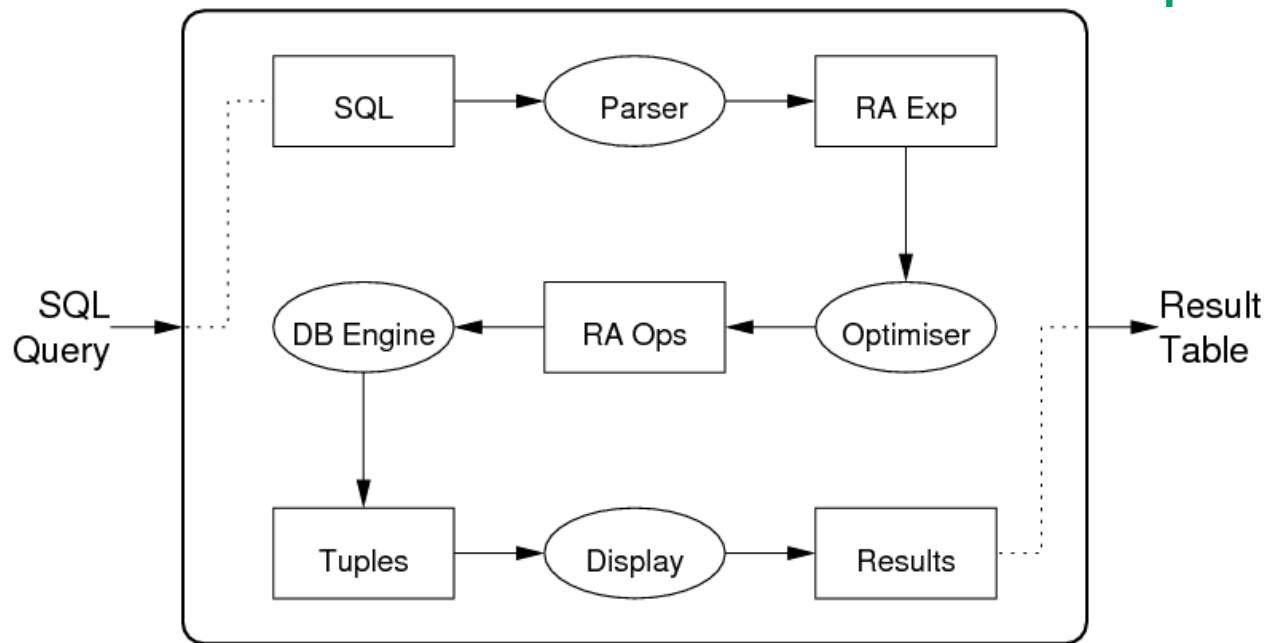 SQL
Parser
RA Exp
SQL
Query
DB Engine
RA Ops
Optimiser
Result
Table
Tuples
Display
Results